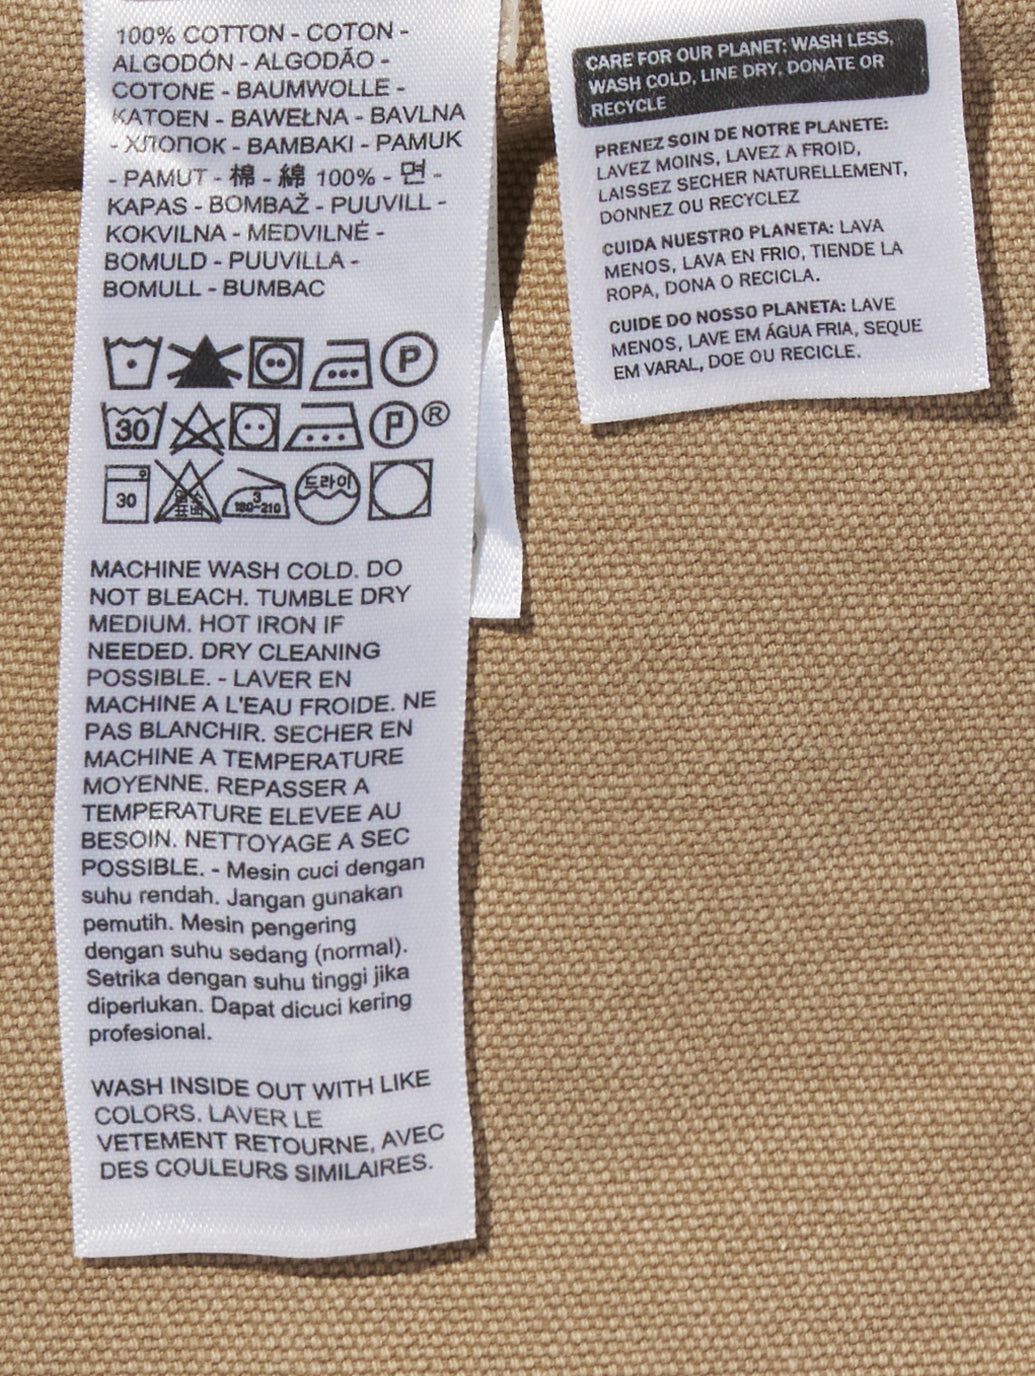 100% COTTON - COTON -
ALGODÓN - ALGODÃO -
COTONE - BAUMWOLLE -
KATOEN - BAWEŁNA - BAVLNA
- ХЛОПОК - BAMBAKI - PAMUK
- PAMUT - 棉 - 綿 100% - 면 -
KAPAS - BOMBAŽ - PUUVILL -
KOKVILNA - MEDVILNĖ -
BOMULD - PUUVILLA -
BOMULL - BUMBAC
P
30 P ®
30 3 180-210 드라이
MACHINE WASH COLD. DO
NOT BLEACH. TUMBLE DRY
MEDIUM. HOT IRON IF
NEEDED. DRY CLEANING
POSSIBLE. - LAVER EN
MACHINE A L'EAU FROIDE. NE
PAS BLANCHIR. SECHER EN
MACHINE A TEMPERATURE
MOYENNE. REPASSER A
TEMPERATURE ELEVEE AU
BESOIN. NETTOYAGE A SEC
POSSIBLE. - Mesin cuci dengan
suhu rendah. Jangan gunakan
pemutih. Mesin pengering
dengan suhu sedang (normal).
Setrika dengan suhu tinggi jika
diperlukan. Dapat dicuci kering
profesional.
WASH INSIDE OUT WITH LIKE
COLORS. LAVER LE
VETEMENT RETOURNE, AVEC
DES COULEURS SIMILAIRES.
CARE FOR OUR PLANET: WASH LESS,
WASH COLD, LINE DRY, DONATE OR
RECYCLE
PRENEZ SOIN DE NOTRE PLANETE:
LAVEZ MOINS, LAVEZ A FROID,
LAISSEZ SECHER NATURELLEMENT,
DONNEZ OU RECYCLEZ
CUIDA NUESTRO PLANETA: LAVA
MENOS, LAVA EN FRIO, TIENDE LA
ROPA, DONA O RECICLA.
CUIDE DO NOSSO PLANETA: LAVE
MENOS, LAVE EM ÁGUA FRIA, SEQUE
EM VARAL, DOE OU RECICLE.